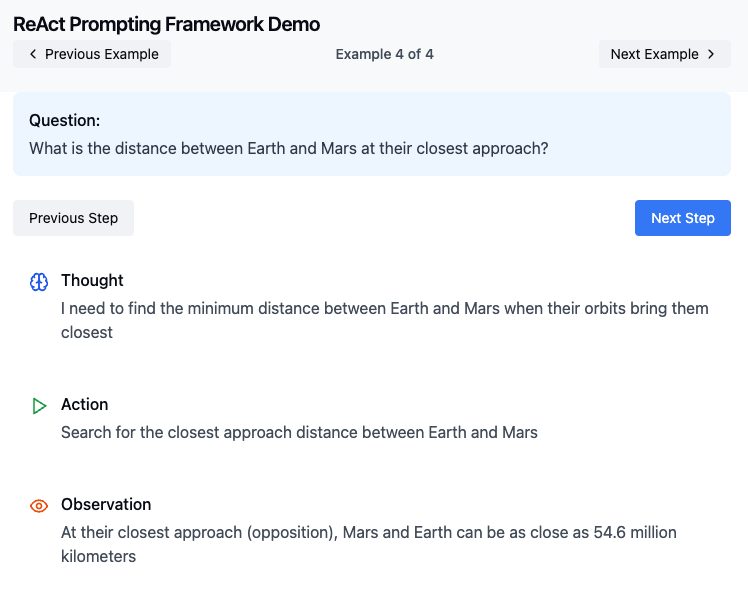 ReAct Prompting Framework Demo
Previous Example
Example 4 of 4
Next Example
Question:
What is the distance between Earth and Mars at their closest approach?
Previous Step
Next Step
Thought
I need to find the minimum distance between Earth and Mars when their orbits bring them
closest
Action
Search for the closest approach distance between Earth and Mars
Observation
At their closest approach (opposition), Mars and Earth can be as close as 54.6 million
kilometers